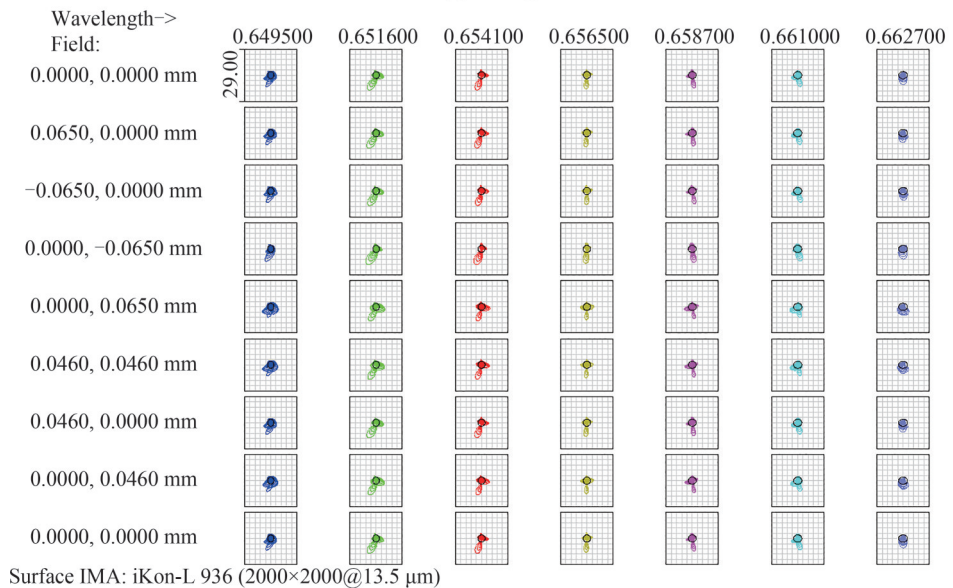 Wavelength−>
Field: 0.649500 0.651600 0.654100 0.656500 0.658700 0.661000 0.662700
0.0000, 0.0000 mm
29.00
0.0650, 0.0000 mm
−0.0650, 0.0000 mm
0.0000, −0.0650 mm
0.0000, 0.0650 mm
0.0460, 0.0460 mm
0.0460, 0.0000 mm
0.0000, 0.0460 mm
0.0000, 0.0000 mm
Surface IMA: iKon-L 936 (2000×2000@13.5 μm)